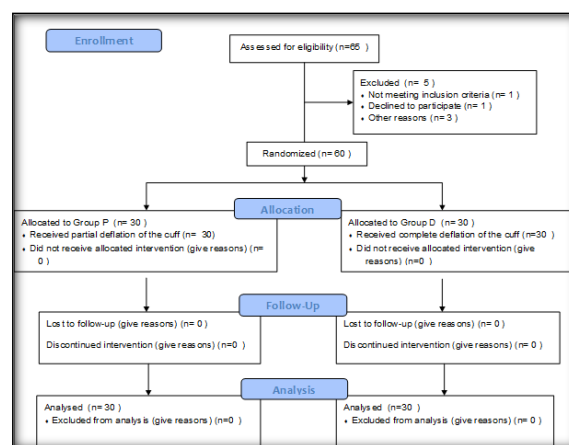 Enrollment
Assessed for eligibility (n=65 )
Excluded (n= 5 )
♦ Not meeting inclusion criteria (n= 1 )
♦ Declined to participate (n= 1 )
♦ Other reasons (n= 3 )
Randomized (n= 60 )
Allocation
Allocated to Group P (n= 30 )
♦ Received partial deflation of the cuff (n= 30)
♦ Did not receive allocated intervention (give reasons) (n=
0 )
Allocated to Group D (n= 30 )
♦ Received complete deflation of the cuff (n=30 )
♦ Did not receive allocated intervention (give
reasons) (n=0 )
Follow-Up
Lost to follow-up (give reasons) (n= 0 )
Discontinued intervention (give reasons) (n=0 )
Lost to follow-up (give reasons) (n= 0 )
Discontinued intervention (give reasons) (n= 0 )
Analysis
Analysed (n= 30 )
♦ Excluded from analysis (give reasons) (n=0 )
Analysed (n=30 )
♦ Excluded from analysis (give reasons) (n= 0 )